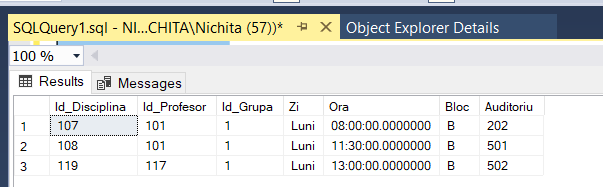 SQLQuery1.sql - NI...CHITA\Nichita (57))* Object Explorer Details
100 %
Results Messages
Id_Disciplina Id_Profesor Id_Grupa Zi Ora Bloc Auditoriu
1 107 101 1 Luni 08:00:00.0000000 B 202
2 108 101 1 Luni 11:30:00.0000000 B 501
3 119 117 1 Luni 13:00:00.0000000 B 502